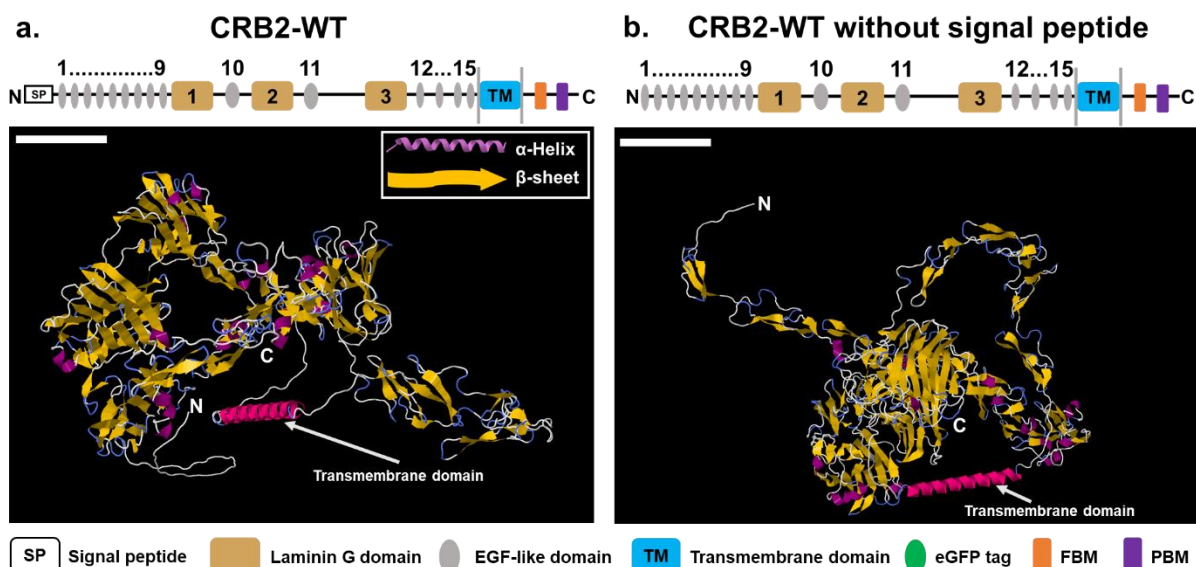 a. CRB2-WT
1..............9 10 11 12...15
N SP 1 2 3 TM C
α-Helix
β-sheet
N
C
Transmembrane domain
b. CRB2-WT without signal peptide
1..............9 10 11 12...15
N 1 2 3 TM C
N
C
Transmembrane domain
SP Signal peptide Laminin G domain EGF-like domain TM Transmembrane domain eGFP tag FBM PBM